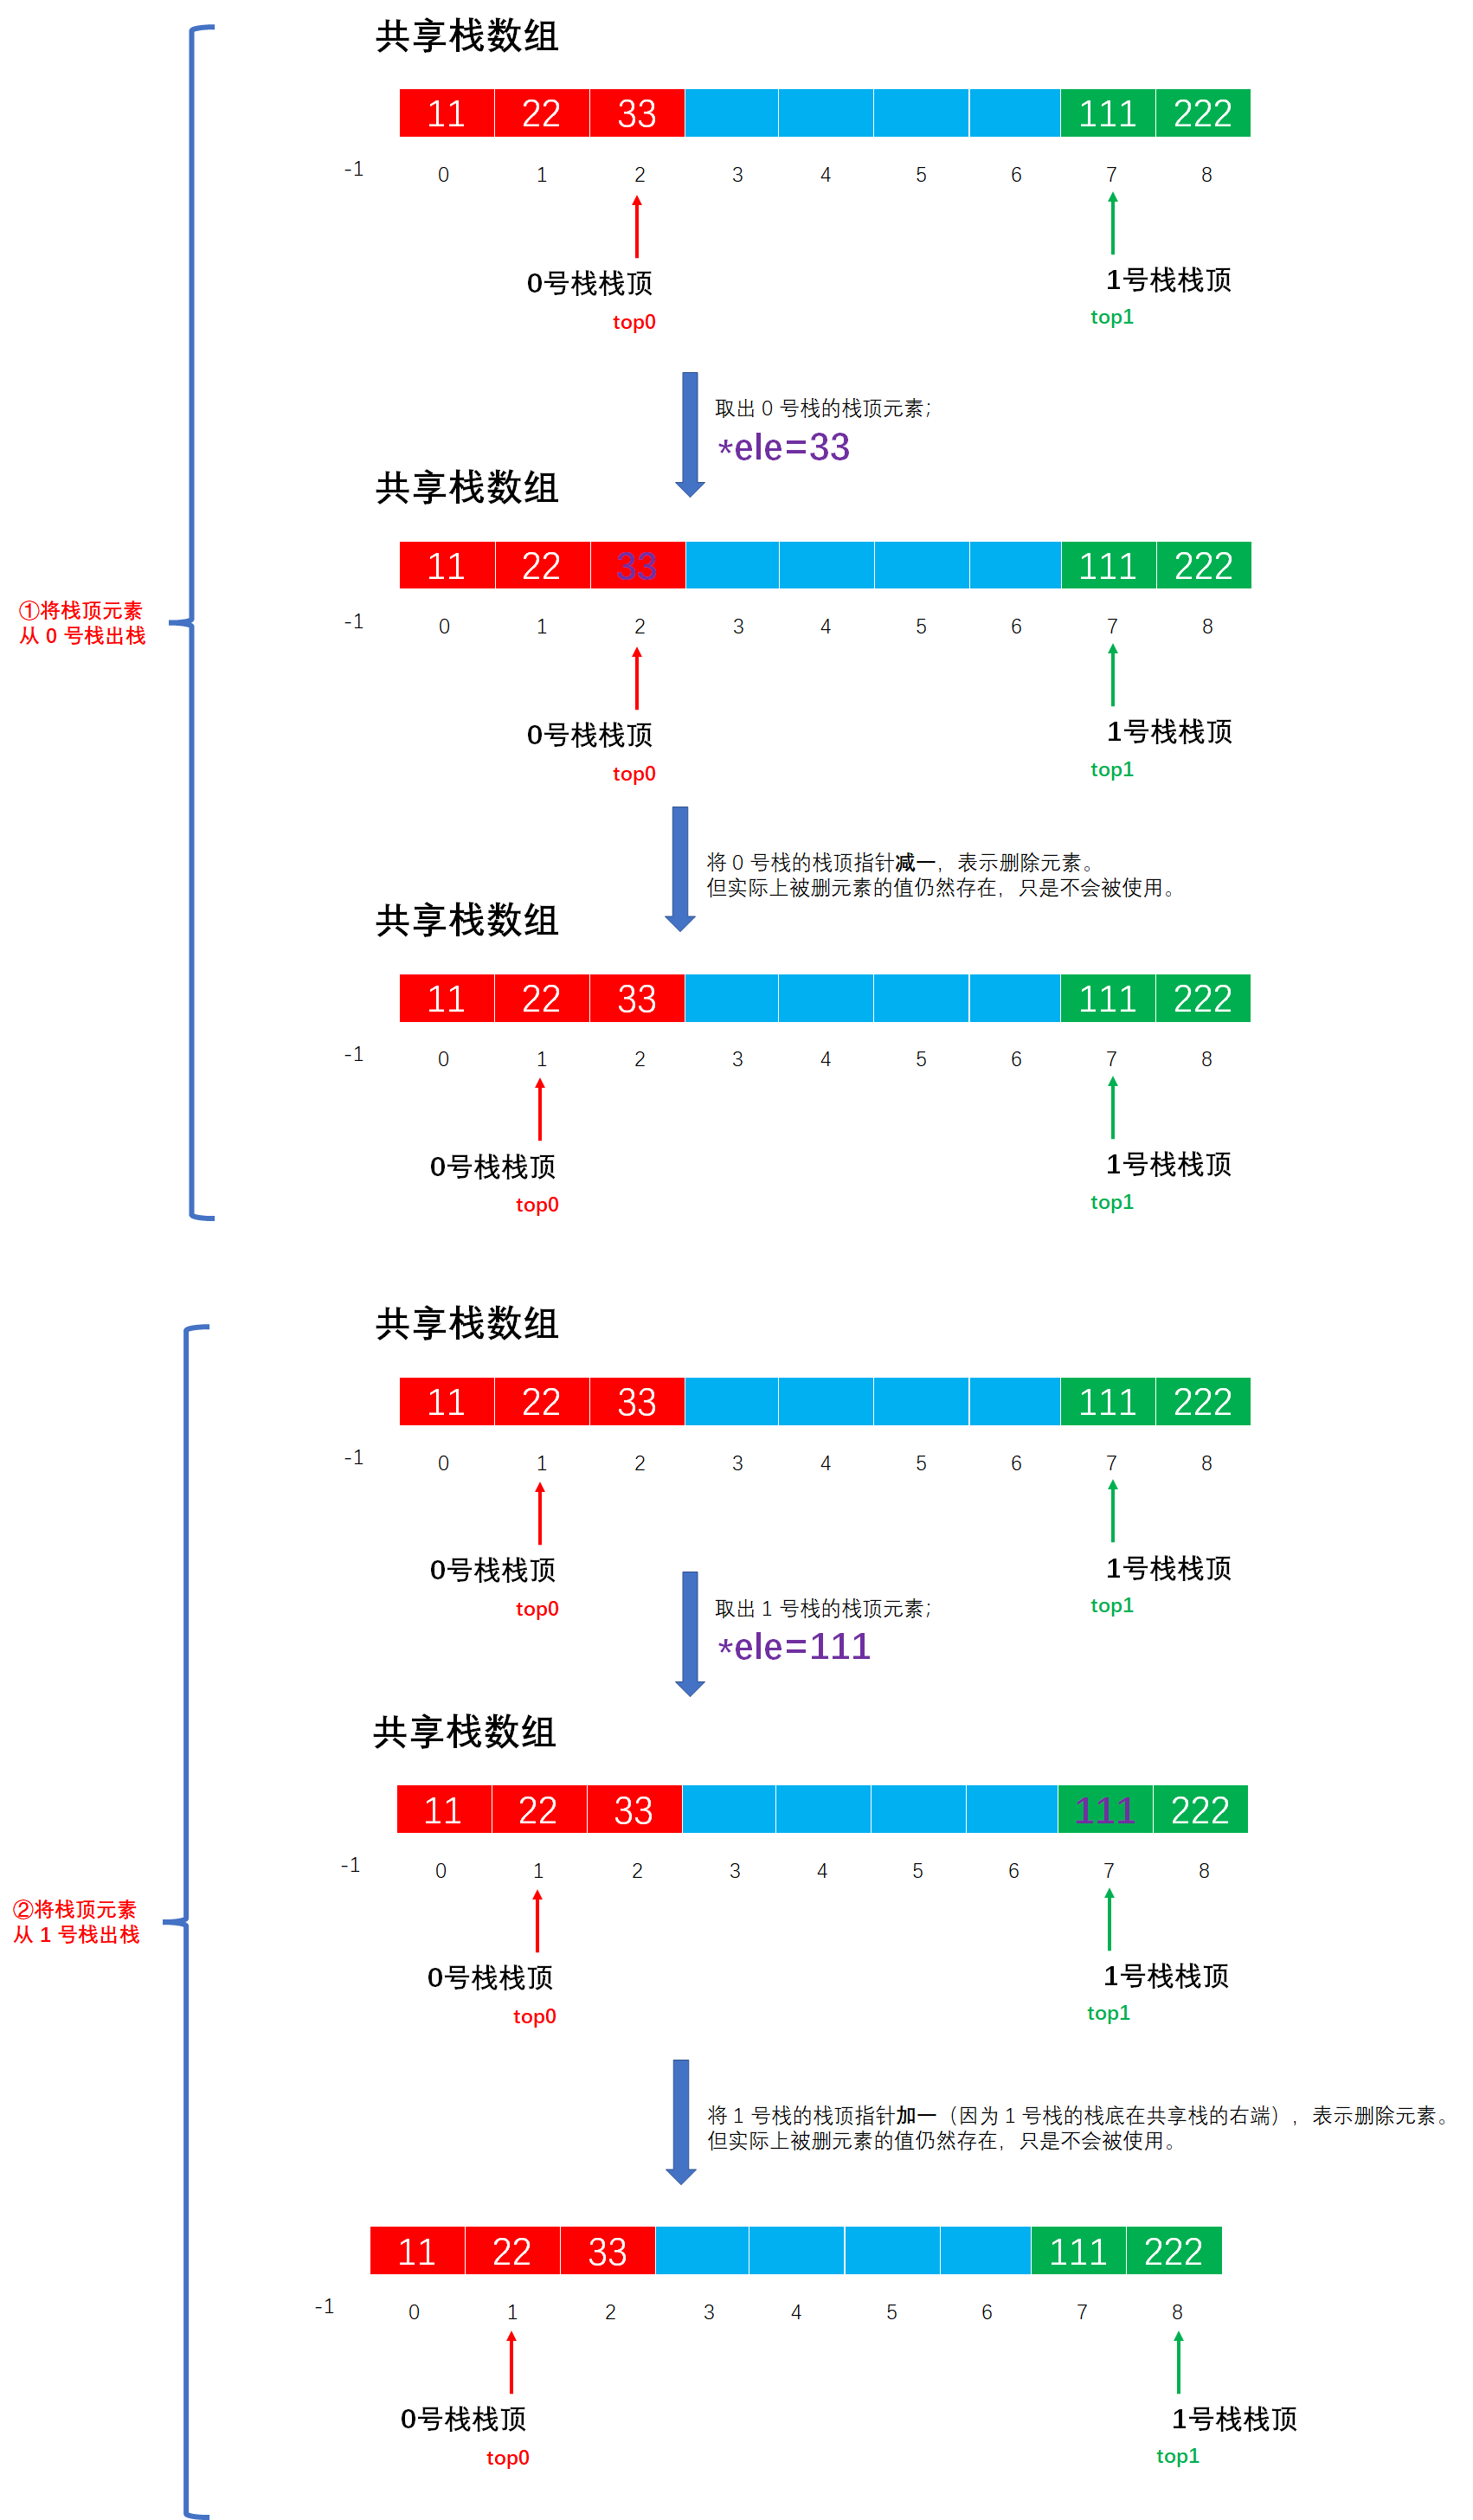 共享栈数组
11 22 33 111 222
-1 0 1 2 3 4 5 6 7 8
0号栈栈顶 1号栈栈顶
top0 top1
取出 0 号栈的栈顶元素；
*ele=33
共享栈数组
11 22 33 111 222
-1 0 1 2 3 4 5 6 7 8
①将栈顶元素
从 0 号栈出栈
0号栈栈顶 1号栈栈顶
top0 top1
将 0 号栈的栈顶指针减一，表示删除元素。
但实际上被删元素的值仍然存在，只是不会被使用。
共享栈数组
11 22 33 111 222
-1 0 1 2 3 4 5 6 7 8
0号栈栈顶 1号栈栈顶
top0 top1
共享栈数组
11 22 33 111 222
-1 0 1 2 3 4 5 6 7 8
0号栈栈顶 1号栈栈顶
top0 top1
取出 1 号栈的栈顶元素；
*ele=111
共享栈数组
11 22 33 111 222
-1 0 1 2 3 4 5 6 7 8
②将栈顶元素
从 1 号栈出栈
0号栈栈顶 1号栈栈顶
top0 top1
将 1 号栈的栈顶指针加一（因为 1 号栈的栈底在共享栈的右端），表示删除元素。
但实际上被删元素的值仍然存在，只是不会被使用。
11 22 33 111 222
-1 0 1 2 3 4 5 6 7 8
0号栈栈顶 1号栈栈顶
top0 top1